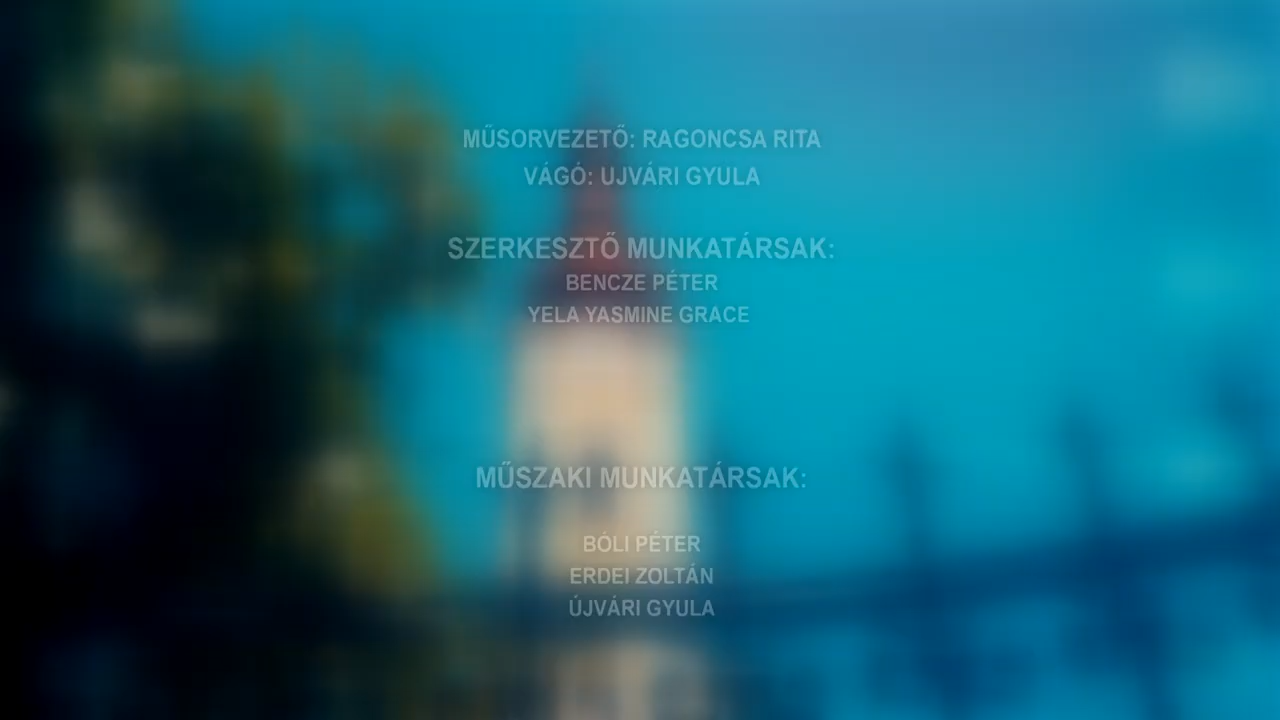 MŰSORVEZETŐ: RAGONCSA RITA
VÁGÓ: UJVÁRI GYULA
SZERKESZTŐ MUNKATÁRSAK:
BENCZE PÉTER
YELA YASMINE GRACE
MŰSZAKI MUNKATÁRSAK:
BÓLI PÉTER
ERDEI ZOLTÁN
ÚJVÁRI GYULA